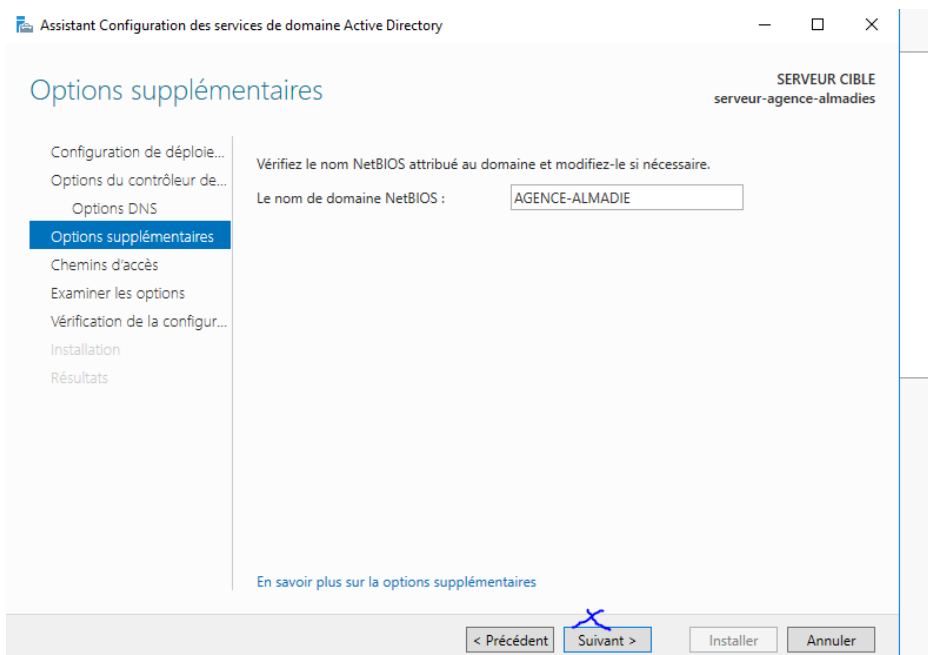 Assistant Configuration des services de domaine Active Directory
Options supplémentaires
SERVEUR CIBLE
serveur-agence-almadies
Configuration de déploie...
Options du contrôleur de...
Options DNS
Options supplémentaires
Chemins d'accès
Examiner les options
Vérification de la configur...
Installation
Résultats
Vérifiez le nom NetBIOS attribué au domaine et modifiez-le si nécessaire.
Le nom de domaine NetBIOS : AGENCE-ALMADIE
En savoir plus sur la options supplémentaires
< Précédent Suivant > Installer Annuler